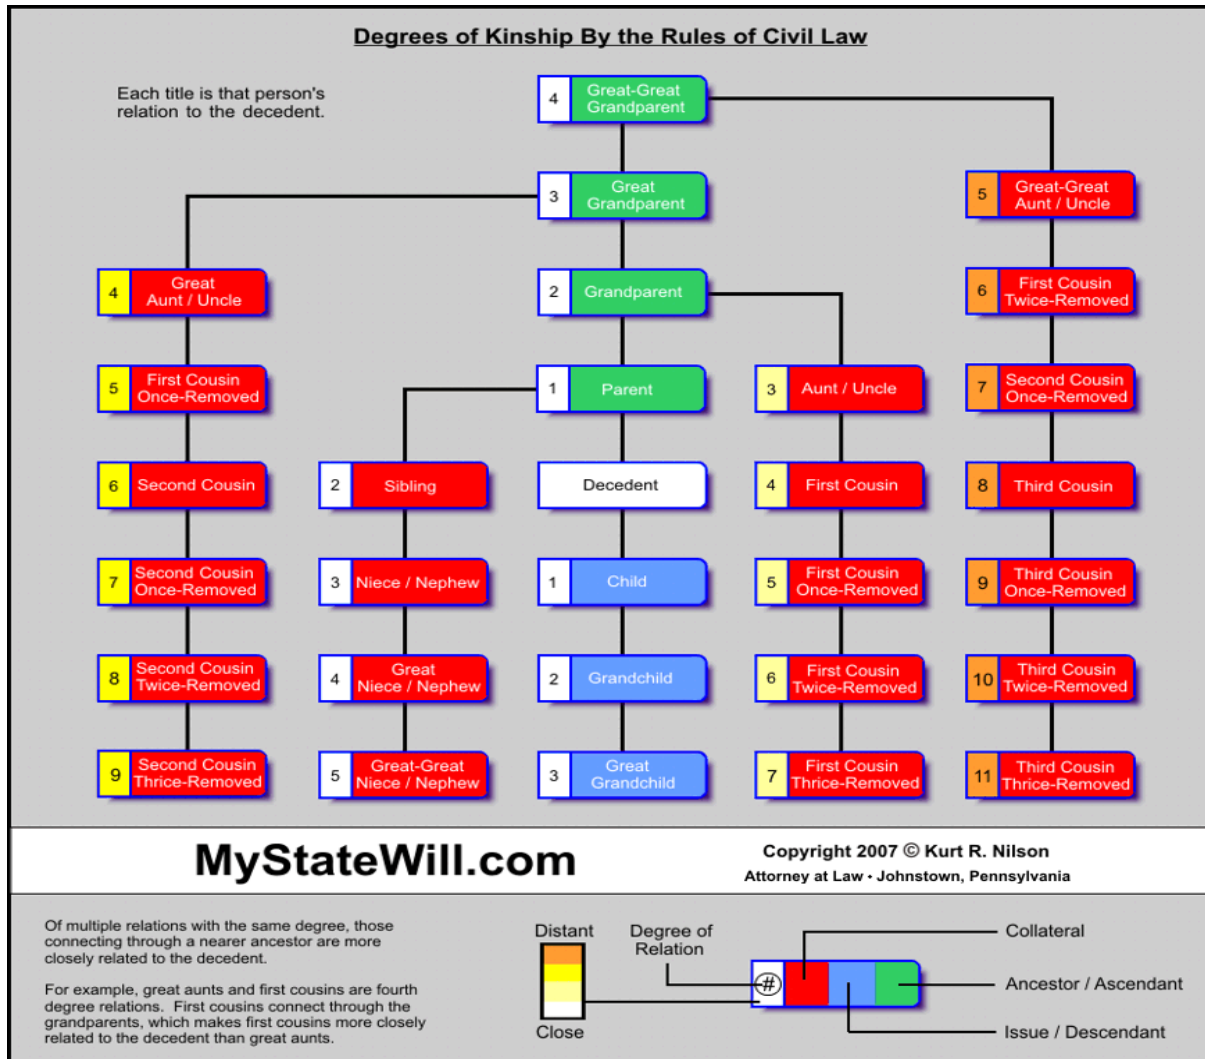 Degrees of Kinship By the Rules of Civil Law
Each title is that person's
relation to the decedent.
4
Great-Great
Grandparent
3
Great
Grandparent
5
Great-Great
Aunt / Uncle
4
Great
Aunt / Uncle
2
Grandparent
6
First Cousin
Twice-Removed
5
First Cousin
Once-Removed
1
Parent
3
Aunt / Uncle
7
Second Cousin
Once-Removed
6
Second Cousin
2
Sibling
Decedent
4
First Cousin
8
Third Cousin
7
Second Cousin
Once-Removed
3
Niece / Nephew
1
Child
5
First Cousin
Once-Removed
9
Third Cousin
Once-Removed
8
Second Cousin
Twice-Removed
4
Great
Niece / Nephew
2
Grandchild
6
First Cousin
Twice-Removed
10
Third Cousin
Twice-Removed
9
Second Cousin
Thrice-Removed
5
Great-Great
Niece / Nephew
3
Great
Grandchild
7
First Cousin
Thrice-Removed
11
Third Cousin
Thrice-Removed
MyStateWill.com
Copyright 2007 © Kurt R. Nilson
Attorney at Law • Johnstown, Pennsylvania
Of multiple relations with the same degree, those
connecting through a nearer ancestor are more
closely related to the decedent.
For example, great aunts and first cousins are fourth
degree relations. First cousins connect through the
grandparents, which makes first cousins more closely
related to the decedent than great aunts.
Distant
Close
Degree of
Relation
#
Collateral
Ancestor / Ascendant
Issue / Descendant